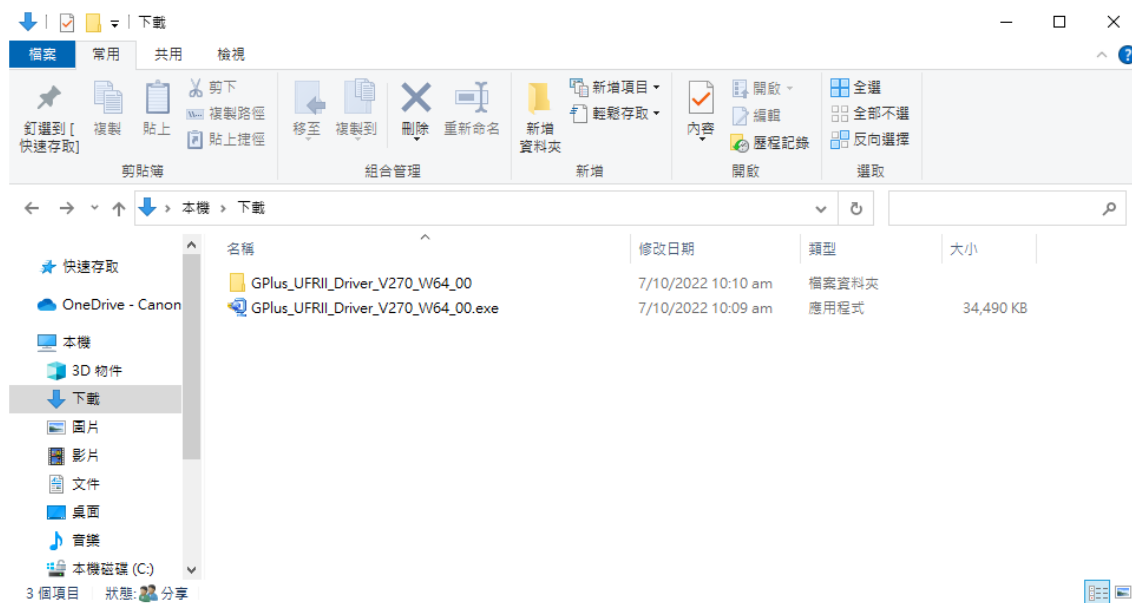 下載
檔案 常用 共用 檢視
釘選到 [快速存取]
複製
貼上
剪下
複製路徑
貼上捷徑
剪貼簿
移至
複製到
刪除
重新命名
組合管理
新增
資料夾
新增項目
輕鬆存取
新增
內容
開啟
編輯
歷程記錄
開啟
全選
全部不選
反向選擇
選取
本機 › 下載
名稱 修改日期 類型 大小
GPlus_UFRII_Driver_V270_W64_00 7/10/2022 10:10 am 檔案資料夾
GPlus_UFRII_Driver_V270_W64_00.exe 7/10/2022 10:09 am 應用程式 34,490 KB
快速存取
OneDrive - Canon
本機
3D 物件
下載
圖片
影片
文件
桌面
音樂
本機磁碟 (C:)
3 個項目 狀態: 分享